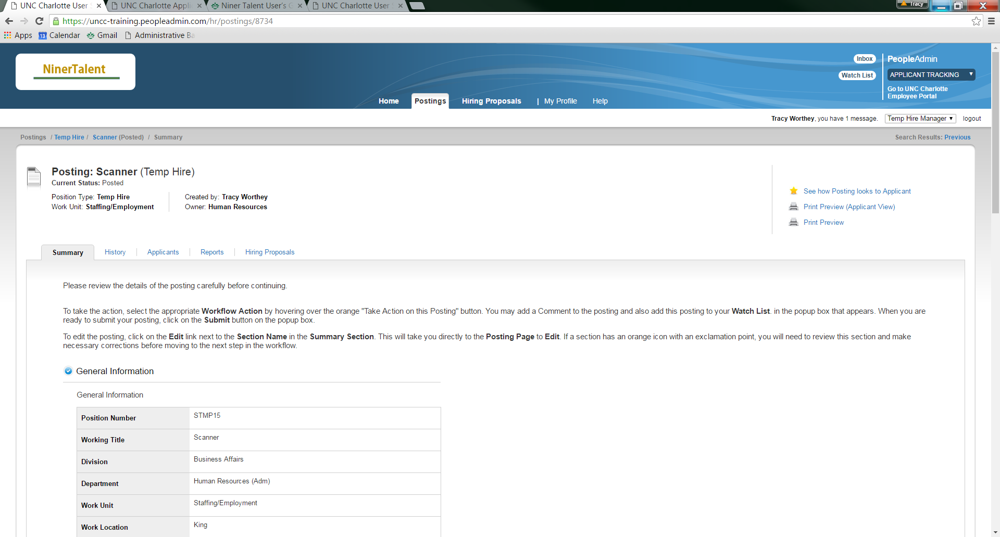 UNC Charlotte User
UNC Charlotte Appli
Niner Talent User's G
UNC Charlotte User
Tracy
https://uncc-training.peopleadmin.com/hr/postings/8734
Apps
13
Calendar
Gmail
Administrative Ba
NinerTalent
Inbox
Watch List
PeopleAdmin
APPLICANT TRACKING
Go to UNC Charlotte
Employee Portal
Home
Postings
Hiring Proposals
| My Profile
Help
Tracy Worthey, you have 1 message.
Temp Hire Manager
logout
Postings / Temp Hire / Scanner (Posted) / Summary
Search Results: Previous
Posting: Scanner (Temp Hire)
Current Status: Posted
Position Type: Temp Hire
Work Unit: Staffing/Employment
Created by: Tracy Worthey
Owner: Human Resources
See how Posting looks to Applicant
Print Preview (Applicant View)
Print Preview
Summary
History
Applicants
Reports
Hiring Proposals
Please review the details of the posting carefully before continuing.
To take the action, select the appropriate Workflow Action by hovering over the orange "Take Action on this Posting" button. You may add a Comment to the posting and also add this posting to your Watch List. in the popup box that appears. When you are
ready to submit your posting, click on the Submit button on the popup box.
To edit the posting, click on the Edit link next to the Section Name in the Summary Section. This will take you directly to the Posting Page to Edit. If a section has an orange icon with an exclamation point, you will need to review this section and make
necessary corrections before moving to the next step in the workflow.
General Information
General Information
Position Number STMP15
Working Title Scanner
Division Business Affairs
Department Human Resources (Adm)
Work Unit Staffing/Employment
Work Location King